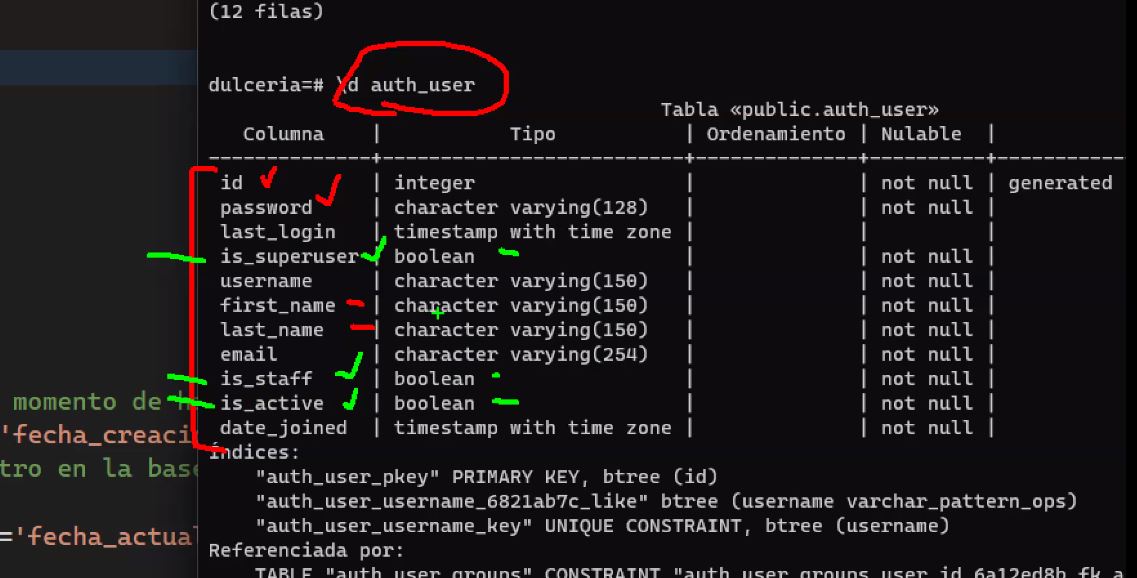 (12 filas)
dulceria=# \d auth_user
Tabla «public.auth_user»
Columna | Tipo | Ordenamiento | Nulable |
---------------+--------------------------+--------------+----------+-----------
id | integer | | not null | generated
password | character varying(128) | | not null |
last_login | timestamp with time zone | | |
is_superuser | boolean | | not null |
username | character varying(150) | | not null |
first_name | character varying(150) | | not null |
last_name | character varying(150) | | not null |
email | character varying(254) | | not null |
is_staff | boolean | | not null |
is_active | boolean | | not null |
date_joined | timestamp with time zone | | not null |
Índices:
"auth_user_pkey" PRIMARY KEY, btree (id)
"auth_user_username_6821ab7c_like" btree (username varchar_pattern_ops)
"auth_user_username_key" UNIQUE CONSTRAINT, btree (username)
Referenciada por:
TABLE "auth_user_groups" CONSTRAINT "auth_user_groups_user_id_6a12ed8b_fk_a
momento de
'fecha_creaci
tro en la base
='fecha_actual